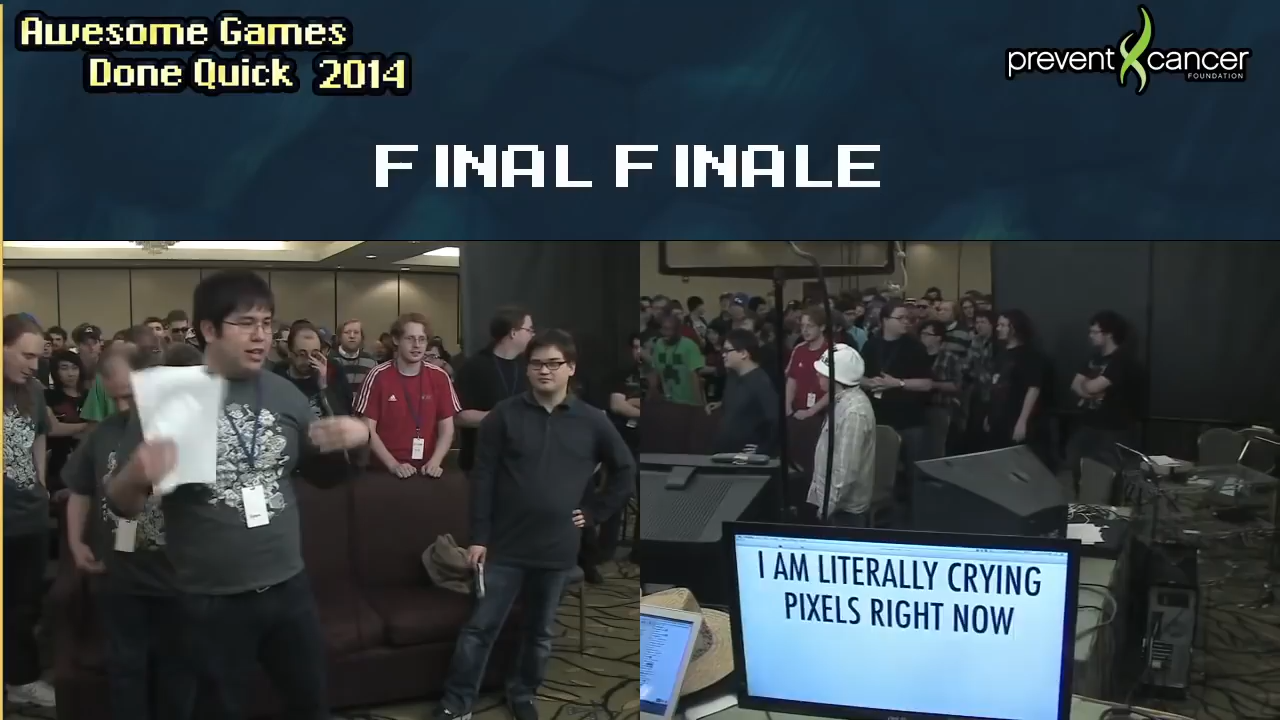 Awesome Games
Done Quick 2014
prevent cancer
FOUNDATION
FINAL FINALE
I AM LITERALLY CRYING
PIXELS RIGHT NOW